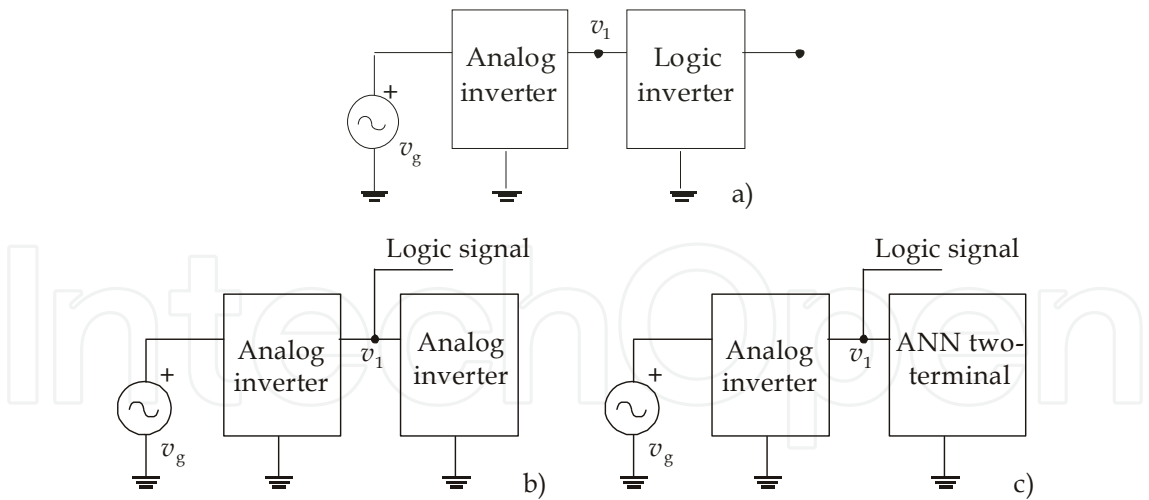 v1
Analog
inverter
Logic
inverter
+
vg
a)
Logic signal
Analog
inverter
v1
Analog
inverter
+
vg
b)
Logic signal
Analog
inverter
v1
ANN two-
terminal
+
vg
c)
IntechOpen